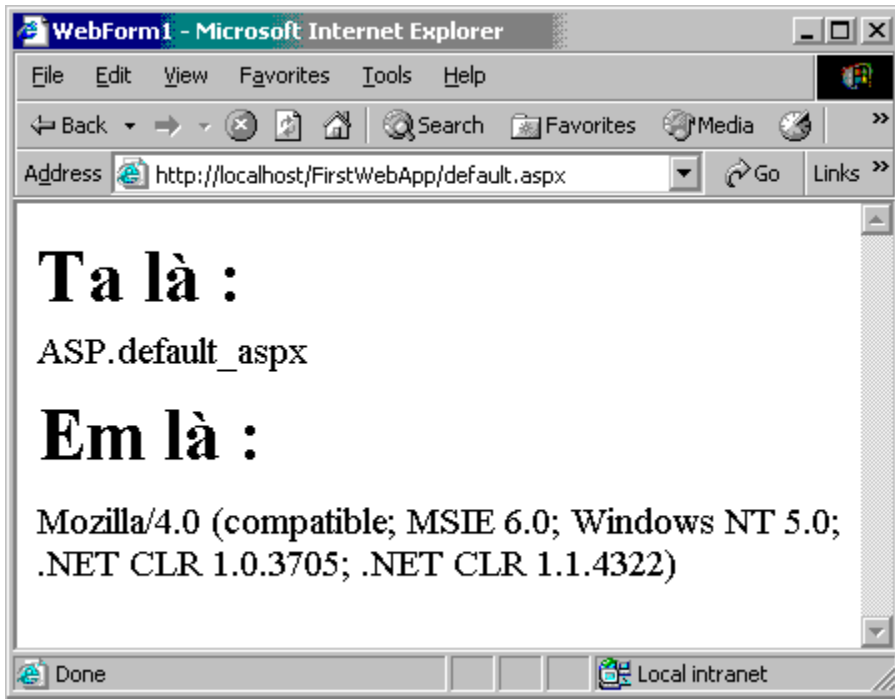 WebForm1 - Microsoft Internet Explorer
File Edit View Favorites Tools Help
Back Search Favorites Media »
Address http://localhost/FirstWebApp/default.aspx Go Links »
Ta là :
ASP.default_aspx
Em là :
Mozilla/4.0 (compatible; MSIE 6.0; Windows NT 5.0;
.NET CLR 1.0.3705; .NET CLR 1.1.4322)
Done Local intranet